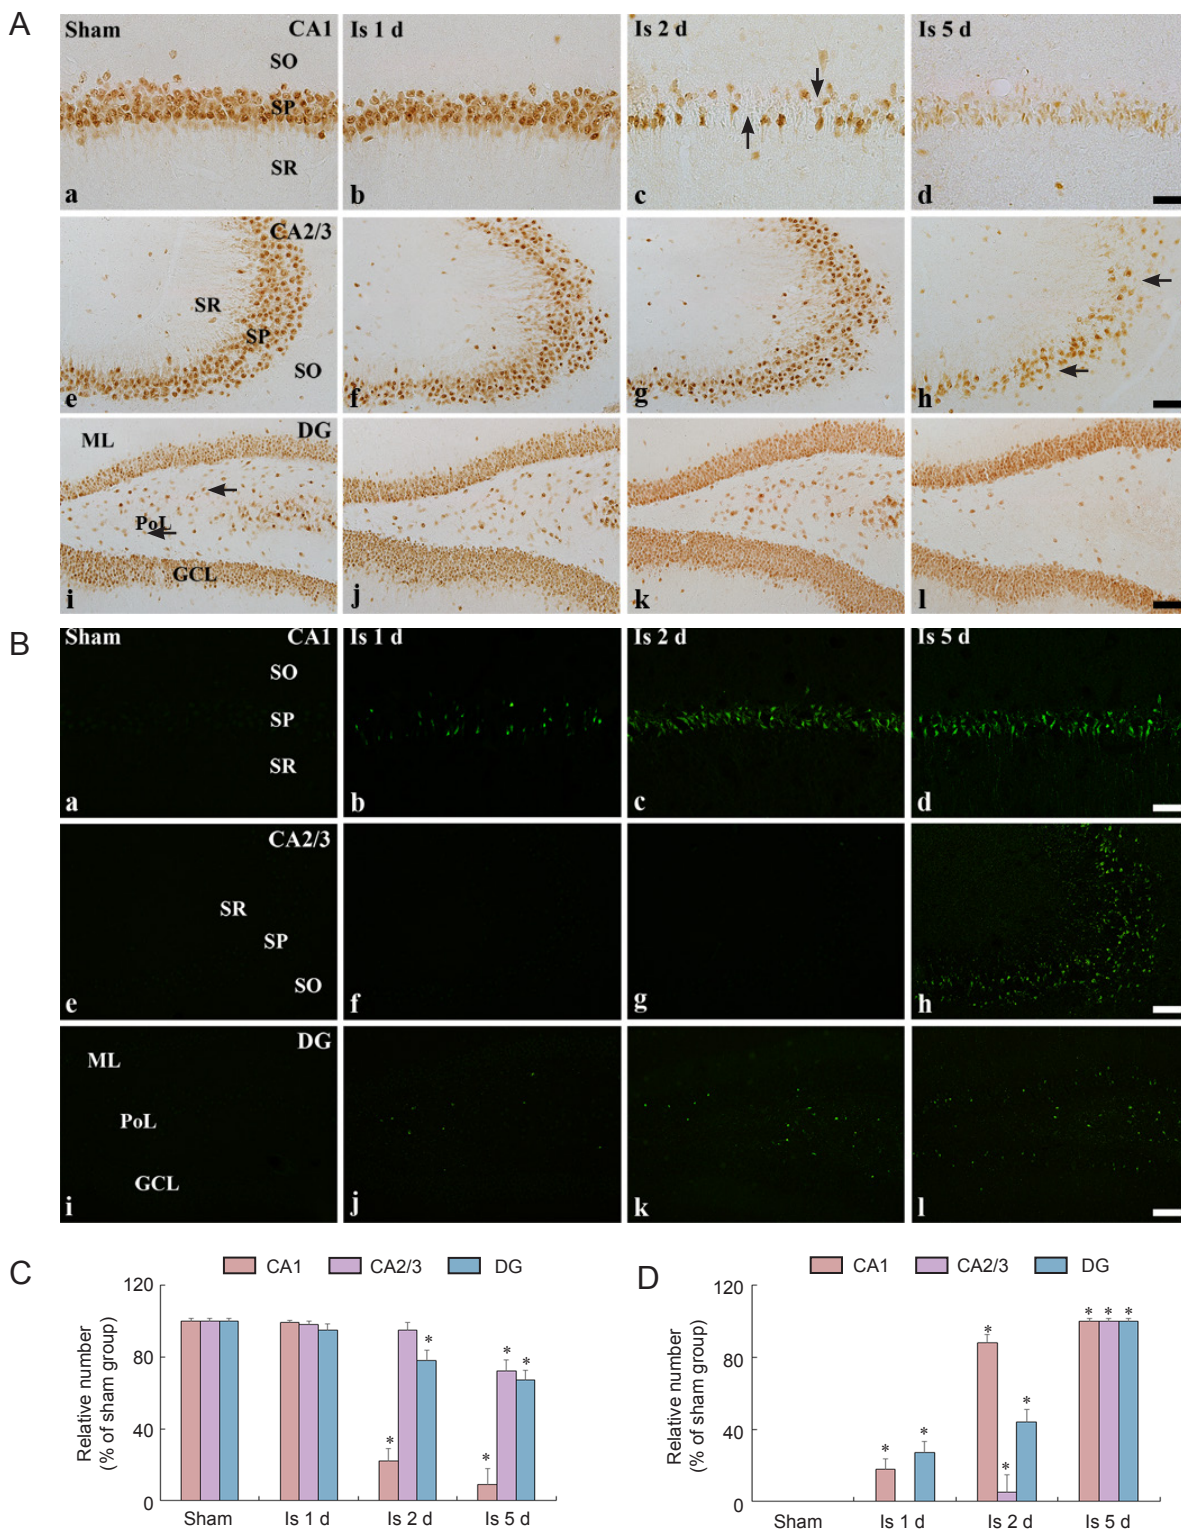 A
Sham CA1 Is 1 d Is 2 d Is 5 d
SO
SP
SR
a b c d
CA2/3
SR
SP
SO
e f g h
DG
ML
PoL
GCL
i j k l
B
Sham CA1 Is 1 d Is 2 d Is 5 d
SO
SP
SR
a b c d
CA2/3
SR
SP
SO
e f g h
DG
ML
PoL
GCL
i j k l
C
CA1 CA2/3 DG
Relative number
(% of sham group)
120
80
40
0
* * * * *
Sham Is 1 d Is 2 d Is 5 d
D
CA1 CA2/3 DG
Relative number
(% of sham group)
120
80
40
0
* * * * * * * *
Sham Is 1 d Is 2 d Is 5 d